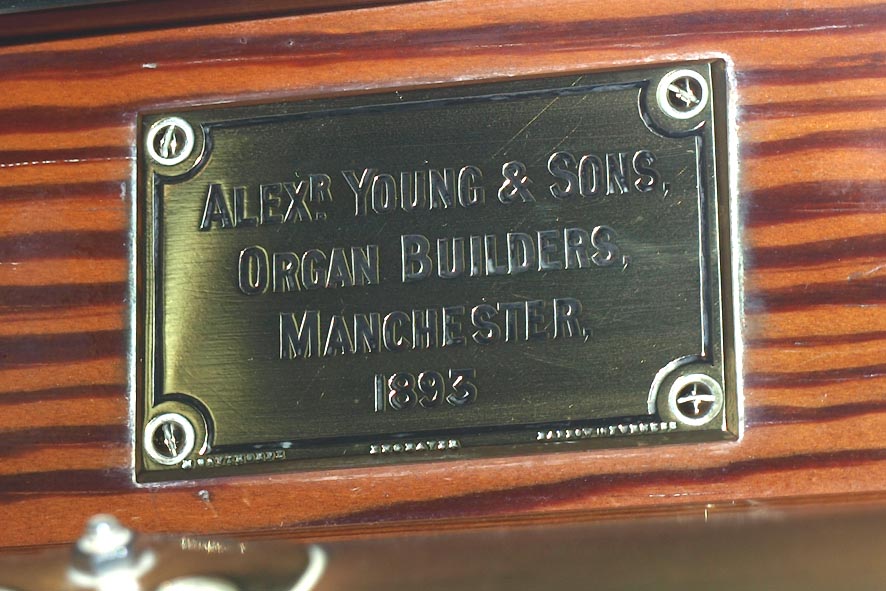 ALEXR. YOUNG & SONS,
ORGAN BUILDERS,
MANCHESTER,
1893